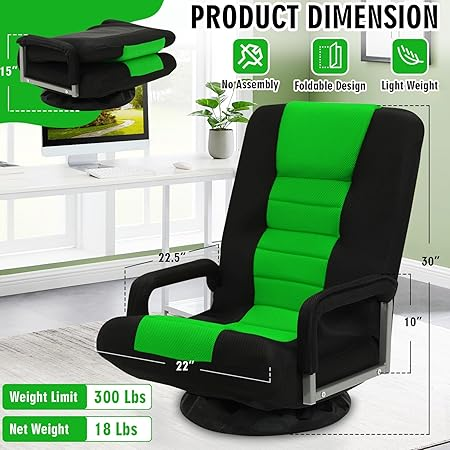 PRODUCT DIMENSION
No Assembly
Foldable Design
Light Weight
15"
22.5"
30"
10"
22"
Weight Limit 300 Lbs
Net Weight 18 Lbs